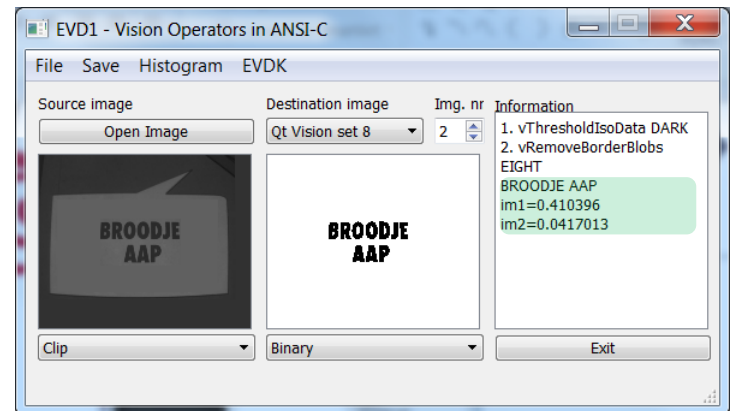 EVD1 - Vision Operators in ANSI-C
File Save Histogram EVDK
Source image
Destination image
Img. nr
Information
Open Image
Qt Vision set 8
2
1. vThresholdIsoData DARK
2. vRemoveBorderBlobs
EIGHT
BROODJE AAP
im1=0.410396
im2=0.0417013
BROODJE
AAP
BROODJE
AAP
Clip
Binary
Exit